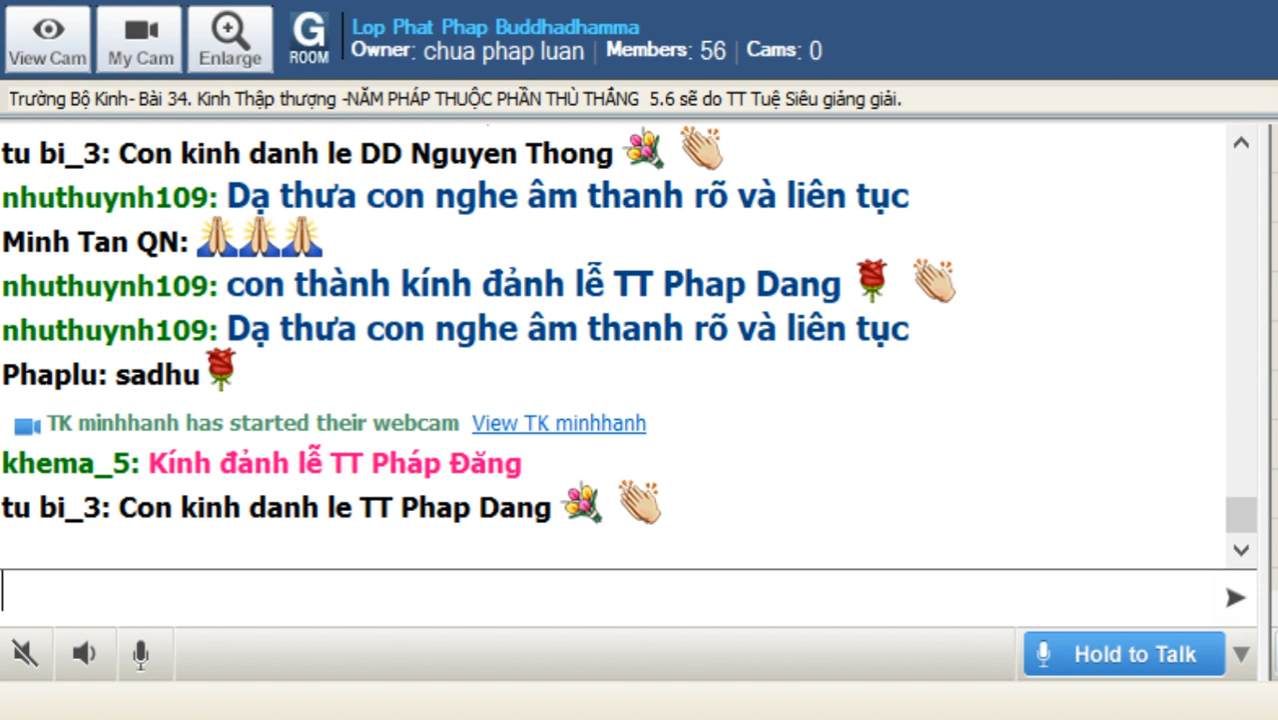 View Cam
My Cam
Enlarge
G
ROOM
Lop Phat Phap Buddhadhamma
Owner: chua phap luan | Members: 56 | Cams: 0
Trường Bộ Kinh- Bài 34. Kinh Thập thượng -NĂM PHÁP THUỘC PHẦN THÙ THẮNG 5.6 sẽ do TT Tuệ Siêu giảng giải.
tu bi_3: Con kinh danh le DD Nguyen Thong
nhuthuynh109: Dạ thưa con nghe âm thanh rõ và liên tục
Minh Tan QN:
nhuthuynh109: con thành kính đảnh lễ TT Phap Dang
nhuthuynh109: Dạ thưa con nghe âm thanh rõ và liên tục
Phaplu: sadhu
TK minhhanh has started their webcam View TK minhhanh
khema_5: Kính đảnh lễ TT Pháp Đăng
tu bi_3: Con kinh danh le TT Phap Dang
Hold to Talk